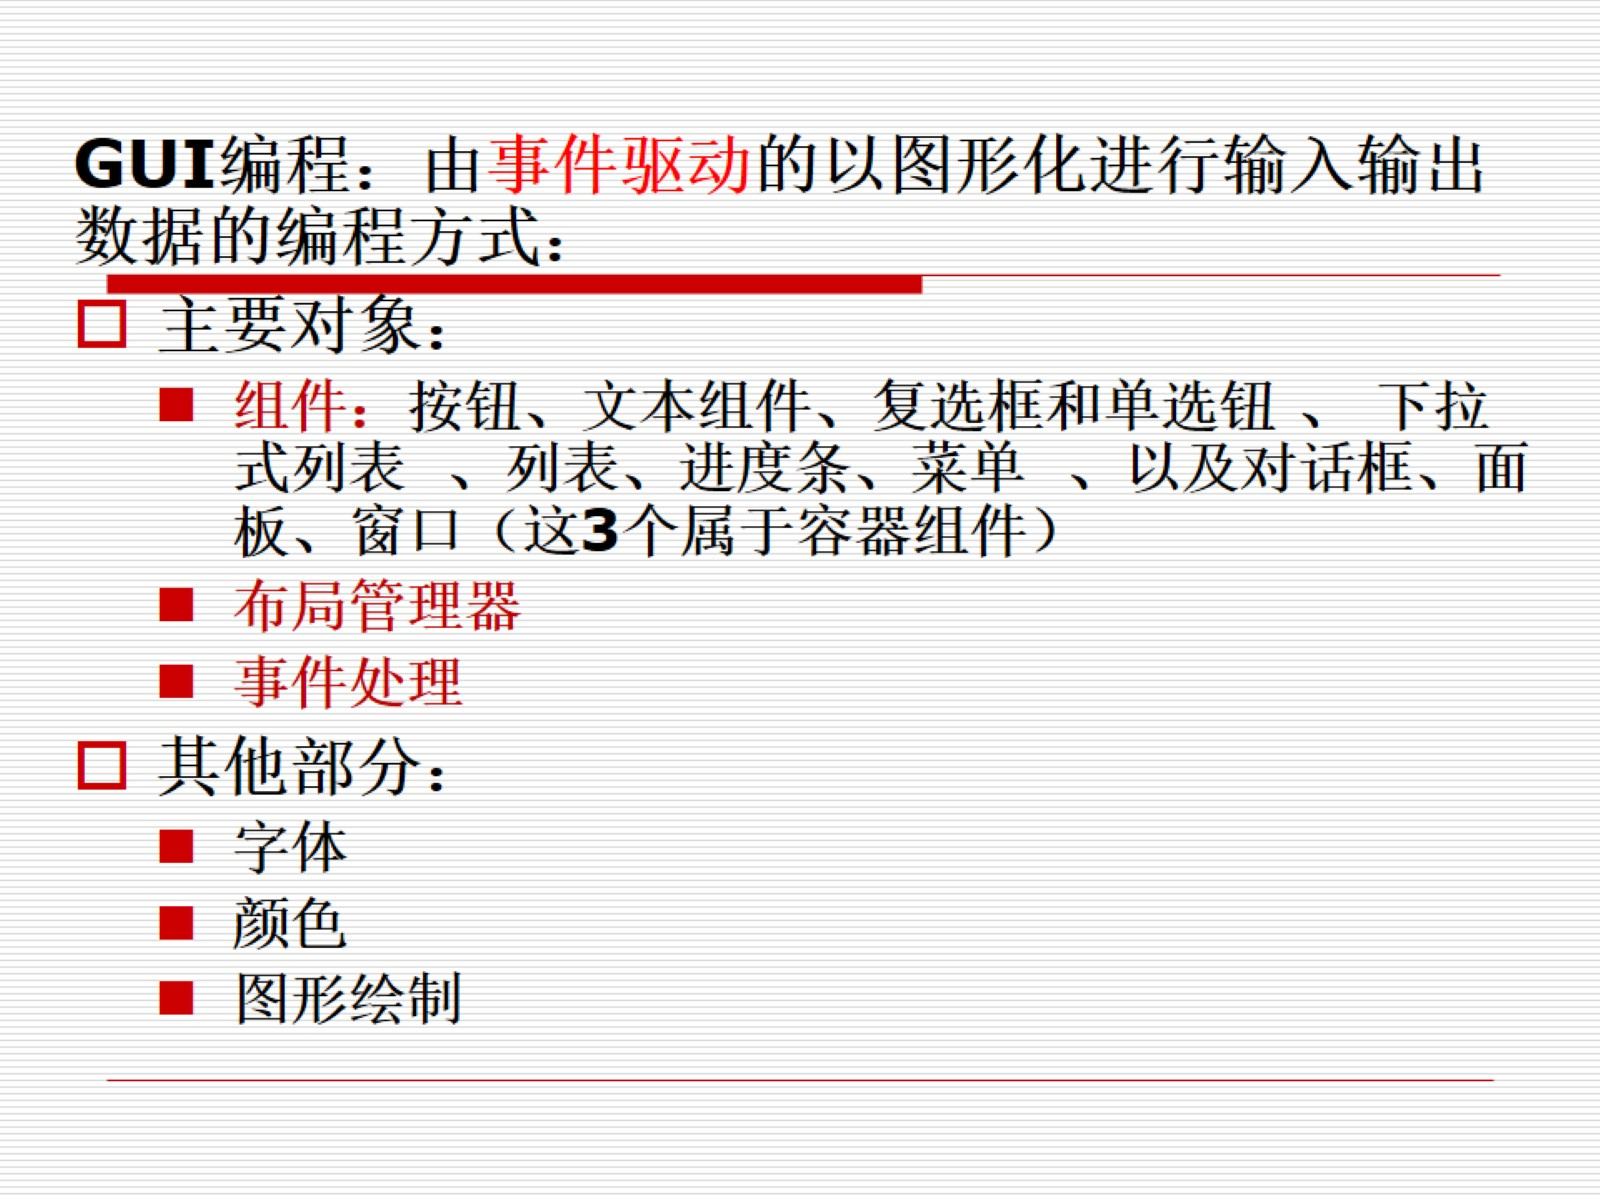 GUI编程：由事件驱动的以图形化进行输入输出
数据的编程方式：
主要对象：
组件：按钮、文本组件、复选框和单选钮 、 下拉
式列表 、列表、进度条、菜单 、以及对话框、面
板、窗口（这3个属于容器组件）
布局管理器
事件处理
其他部分：
字体
颜色
图形绘制